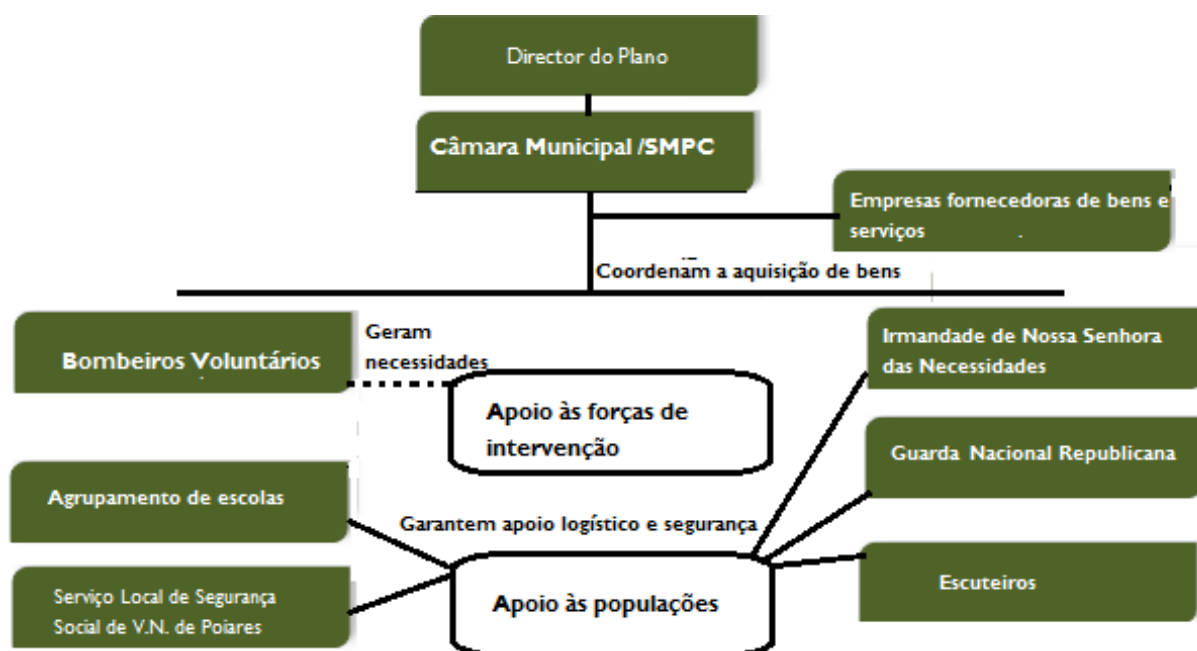 Director do Plano
Câmara Municipal /SMPC
Empresas fornecedoras de bens e
serviços
Coordenam a aquisição de bens
Bombeiros Voluntários
Geram
necessidades
Irmandade de Nossa Senhora
das Necessidades
Apoio às forças de
intervenção
Guarda Nacional Republicana
Agrupamento de escolas
Garantem apoio logístico e segurança
Serviço Local de Segurança
Social de V.N. de Poiares
Apoio às populações
Escuteiros